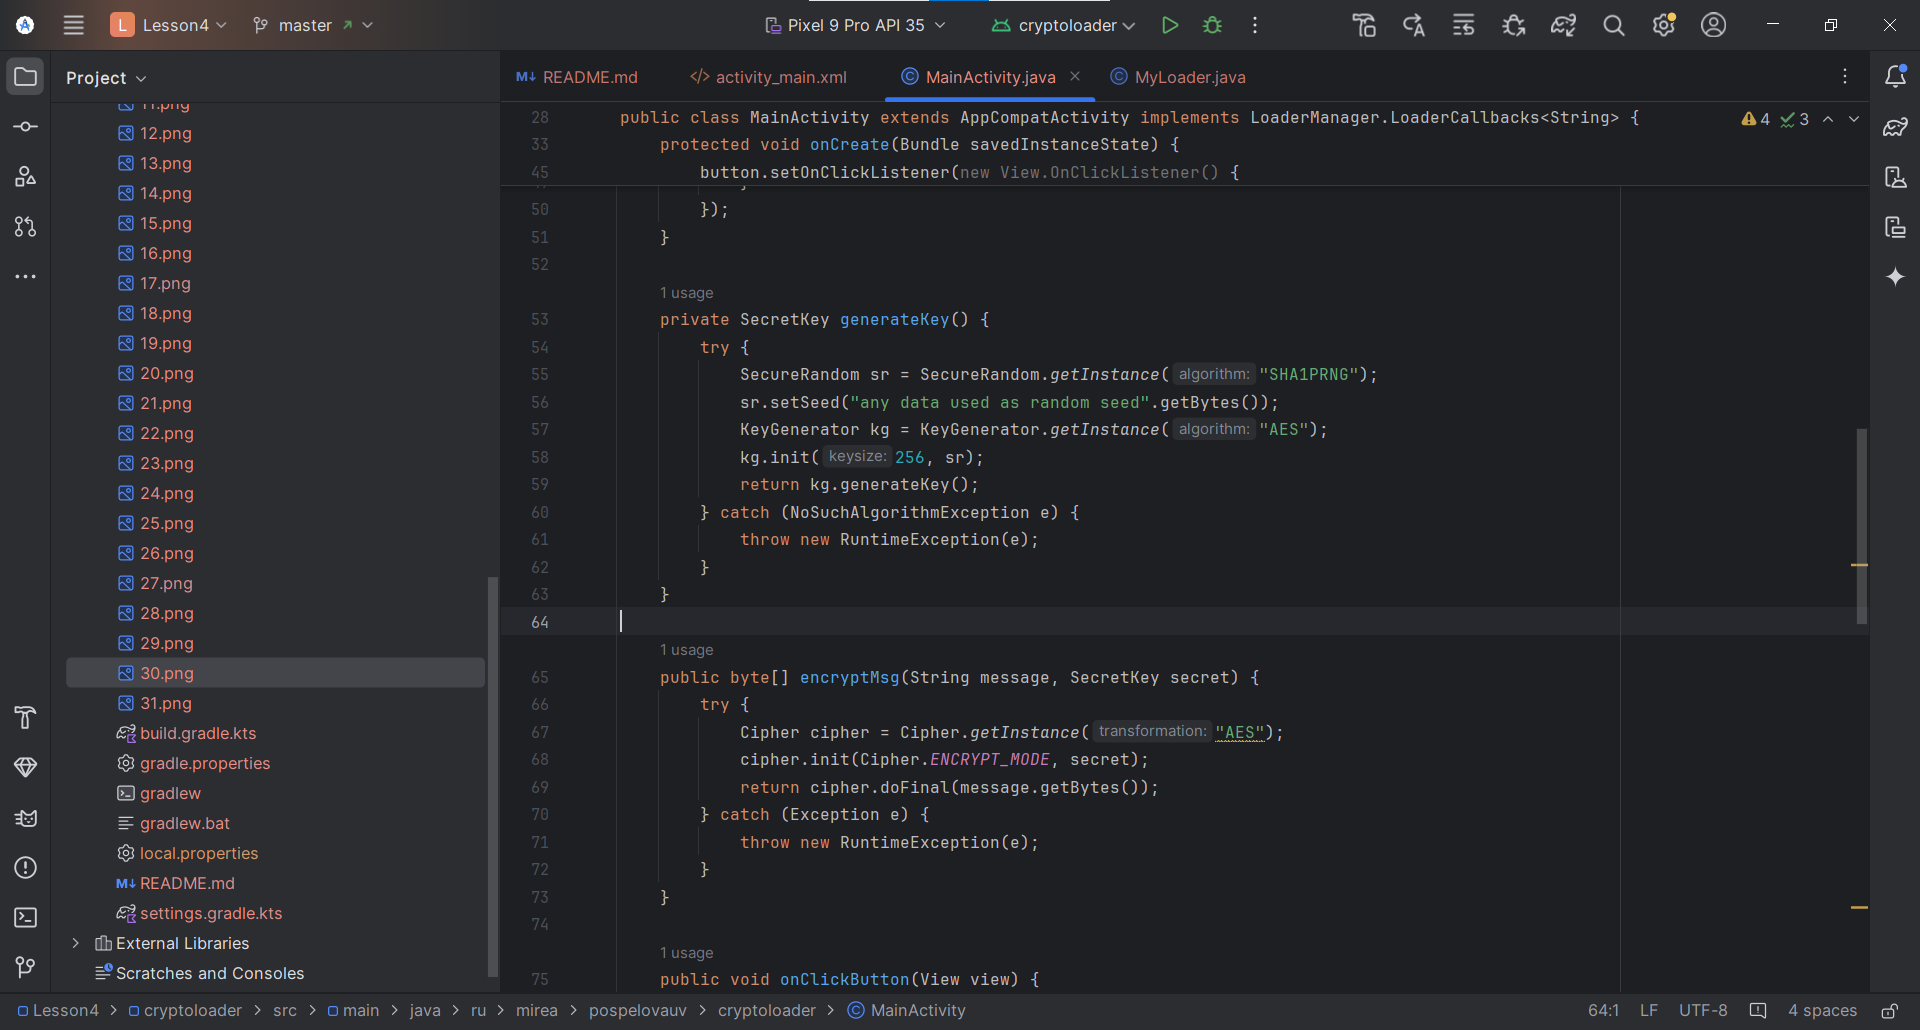 L Lesson4 master Pixel 9 Pro API 35 cryptoloader
Project
11.png
12.png
13.png
14.png
15.png
16.png
17.png
18.png
19.png
20.png
21.png
22.png
23.png
24.png
25.png
26.png
27.png
28.png
29.png
30.png
31.png
build.gradle.kts
gradle.properties
gradlew
gradlew.bat
local.properties
README.md
settings.gradle.kts
External Libraries
Scratches and Consoles
README.md activity_main.xml MainActivity.java MyLoader.java
28 public class MainActivity extends AppCompatActivity implements LoaderManager.LoaderCallbacks<String> { 4 3
33 protected void onCreate(Bundle savedInstanceState) {
45 button.setOnClickListener(new View.OnClickListener() {
50 });
51 }
52
1 usage
53 private SecretKey generateKey() {
54 try {
55 SecureRandom sr = SecureRandom.getInstance( algorithm: "SHA1PRNG");
56 sr.setSeed("any data used as random seed".getBytes());
57 KeyGenerator kg = KeyGenerator.getInstance( algorithm: "AES");
58 kg.init( keysize: 256, sr);
59 return kg.generateKey();
60 } catch (NoSuchAlgorithmException e) {
61 throw new RuntimeException(e);
62 }
63 }
64
1 usage
65 public byte[] encryptMsg(String message, SecretKey secret) {
66 try {
67 Cipher cipher = Cipher.getInstance( transformation: "AES");
68 cipher.init(Cipher.ENCRYPT_MODE, secret);
69 return cipher.doFinal(message.getBytes());
70 } catch (Exception e) {
71 throw new RuntimeException(e);
72 }
73 }
74
1 usage
75 public void onClickButton(View view) {
Lesson4 > cryptoloader > src > main > java > ru > mirea > pospelovauv > cryptoloader > MainActivity 64:1 LF UTF-8 4 spaces